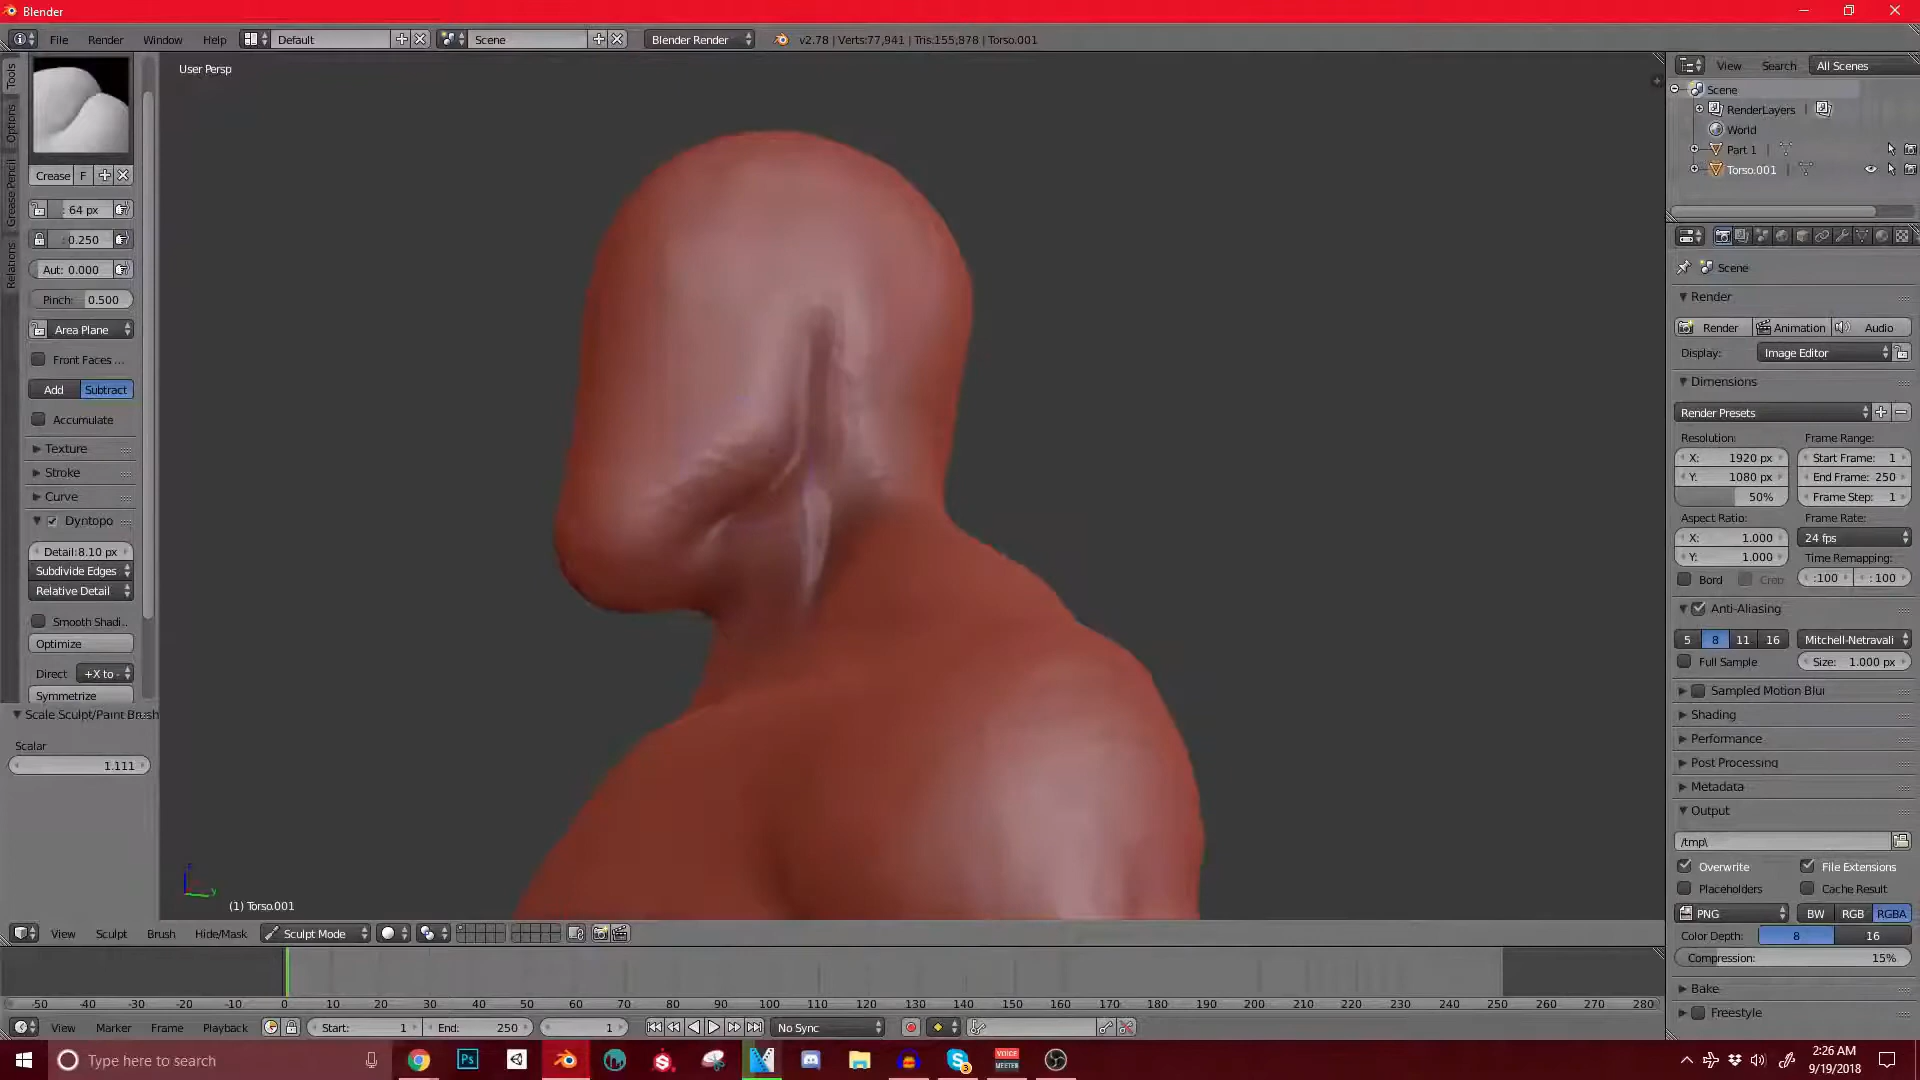 Blender
File Render Window Help Default Scene Blender Render v2.78 | Verts:77,941 | Tris:155,878 | Torso.001
User Persp
Tools
Options
Grease Pencil
Relations
Crease F
: 64 px
: 0.250
Aut: 0.000
Pinch: 0.500
Area Plane
Front Faces ...
Add Subtract
Accumulate
Texture
Stroke
Curve
Dyntopo
Detail:8.10 px
Subdivide Edges
Relative Detail
Smooth Shadi..
Optimize
Direct +X to -
Symmetrize
Scale Sculpt/Paint Brush
Scalar
1.111
z
y
(1) Torso.001
View Sculpt Brush Hide/Mask Sculpt Mode
-50 -40 -30 -20 -10 0 10 20 30 40 50 60 70 80 90 100 110 120 130 140 150 160 170 180 190 200 210 220 230 240 250 260 270 280
View Marker Frame Playback Start: 1 End: 250 1 No Sync
View Search All Scenes
Scene
RenderLayers
World
Part 1
Torso.001
Scene
Render
Render Animation Audio
Display: Image Editor
Dimensions
Render Presets
Resolution: Frame Range:
X: 1920 px Start Frame: 1
Y: 1080 px End Frame: 250
50% Frame Step: 1
Aspect Ratio: Frame Rate:
X: 1.000 24 fps
Y: 1.000 Time Remapping:
Bord Crop :100 : 100
Anti-Aliasing
5 8 11 16 Mitchell-Netravali
Full Sample Size: 1.000 px
Sampled Motion Blur
Shading
Performance
Post Processing
Metadata
Output
/tmp\
Overwrite File Extensions
Placeholders Cache Result
PNG BW RGB RGBA
Color Depth: 8 16
Compression: 15%
Bake
Freestyle
Type here to search
Ps
VOICE
MEETER
3
2:26 AM
9/19/2018